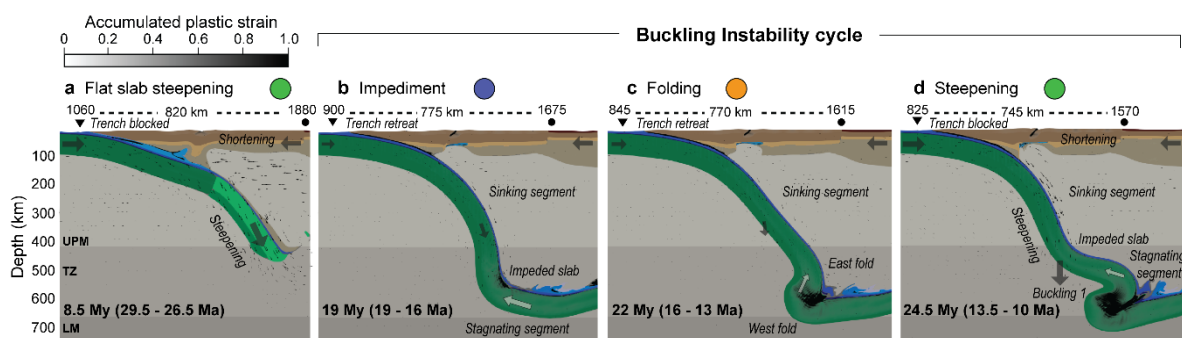 Accumulated plastic strain
0 0.2 0.4 0.6 0.8 1.0
Buckling Instability cycle
a Flat slab steepening
b Impediment
c Folding
d Steepening
1060 820 km 1880
900 775 km 1675
845 770 km 1615
825 745 km 1570
Trench blocked
Trench retreat
Trench retreat
Trench blocked
Shortening
Shortening
Depth (km)
100
200
300
400
500
600
700
UPM
TZ
LM
Steepening
8.5 My (29.5 - 26.5 Ma)
Sinking segment
Impeded slab
19 My (19 - 16 Ma)
Stagnating segment
Sinking segment
East fold
22 My (16 - 13 Ma)
West fold
Sinking segment
Steepening
Impeded slab
Stagnating
segment
Buckling 1
24.5 My (13.5 - 10 Ma)